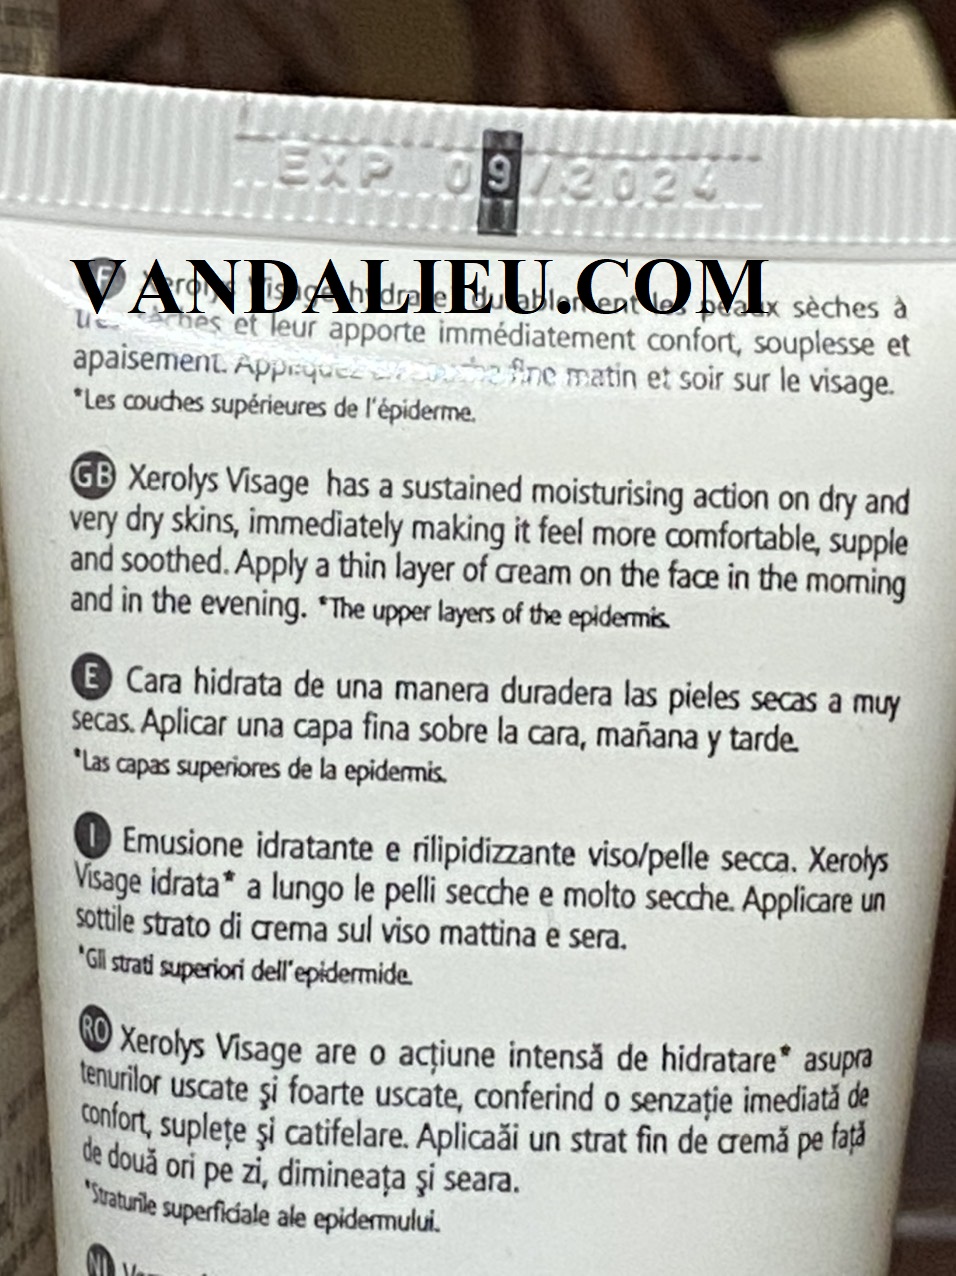 EXP 09/2024
VANDALIEU.COM
F Xerolys Visage hydrate durablement les peaux sèches à
très sèches et leur apporte immédiatement confort, souplesse et
apaisement. Appliquez en couche fine matin et soir sur le visage.
*Les couches supérieures de l'épiderme.
GB Xerolys Visage has a sustained moisturising action on dry and
very dry skins, immediately making it feel more comfortable, supple
and soothed. Apply a thin layer of cream on the face in the morning
and in the evening. *The upper layers of the epidermis.
E Cara hidrata de una manera duradera las pieles secas a muy
secas. Aplicar una capa fina sobre la cara, mañana y tarde.
*Las capas superiores de la epidermis.
I Emusione idratante e rilipidizzante viso/pelle secca. Xerolys
Visage idrata* a lungo le pelli secche e molto secche. Applicare un
sottile strato di crema sul viso mattina e sera.
*Gli strati superiori dell'epidermide.
RO Xerolys Visage are o acţiune intensă de hidratare* asupra
tenurilor uscate şi foarte uscate, conferind o senzaţie imediată de
confort, supleţe şi catifelare. Aplicaăi un strat fin de cremă pe faţă
de două ori pe zi, dimineaţa şi seara.
*Straturile superficiale ale epidermului.
NL